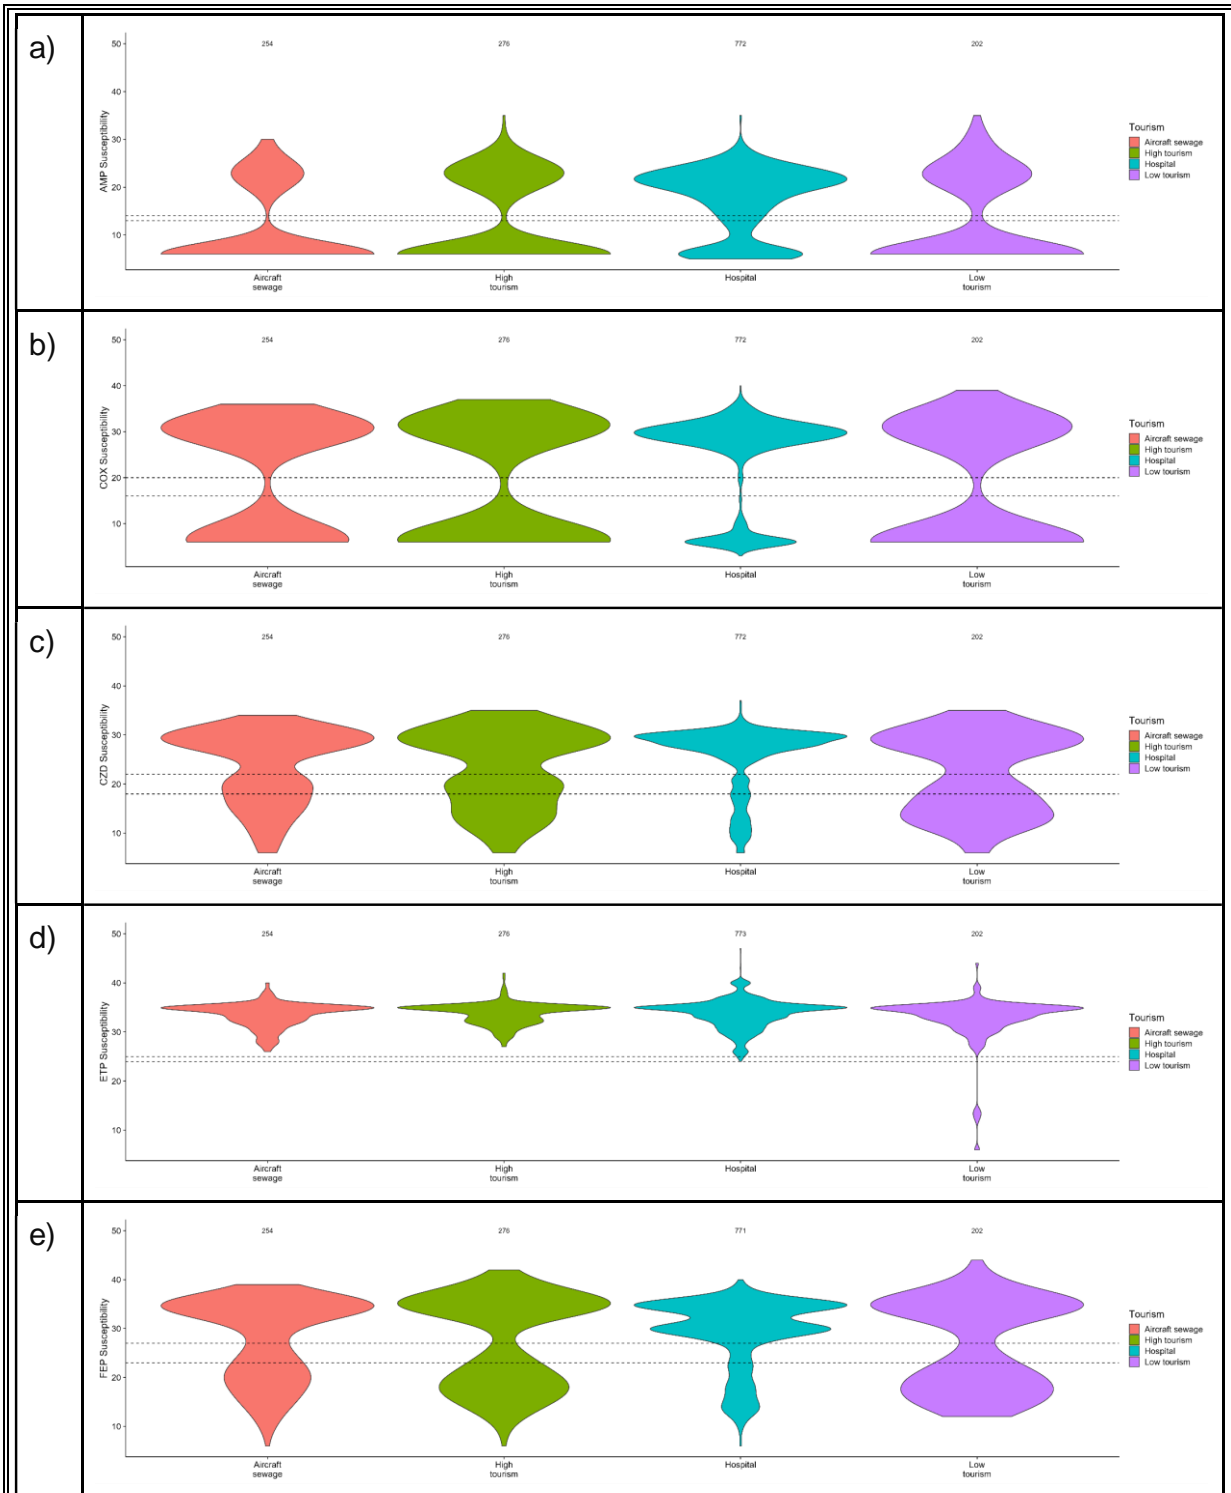 a)
50
40
30
20
10
AMP Susceptibility
254
276
772
202
Aircraft
sewage
High
tourism
Hospital
Low
tourism
Tourism
Aircraft sewage
High tourism
Hospital
Low tourism
b)
50
40
30
20
10
COX Susceptibility
254
276
772
202
Aircraft
sewage
High
tourism
Hospital
Low
tourism
Tourism
Aircraft sewage
High tourism
Hospital
Low tourism
c)
50
40
30
20
10
CZD Susceptibility
254
276
772
202
Aircraft
sewage
High
tourism
Hospital
Low
tourism
Tourism
Aircraft sewage
High tourism
Hospital
Low tourism
d)
50
40
30
20
10
ETP Susceptibility
254
276
773
202
Aircraft
sewage
High
tourism
Hospital
Low
tourism
Tourism
Aircraft sewage
High tourism
Hospital
Low tourism
e)
50
40
30
20
10
FEP Susceptibility
254
276
771
202
Aircraft
sewage
High
tourism
Hospital
Low
tourism
Tourism
Aircraft sewage
High tourism
Hospital
Low tourism